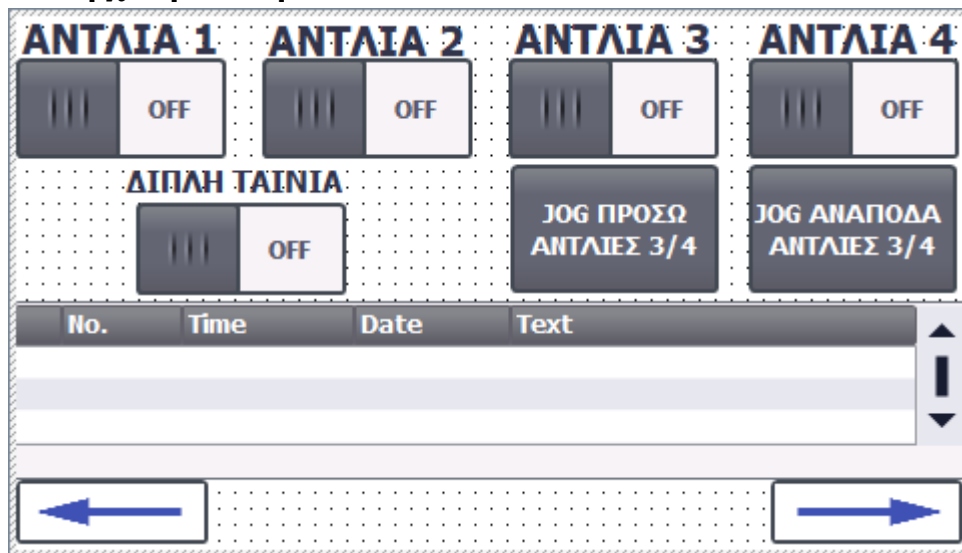 ΑΝΤΛΙΑ 1 ΑΝΤΛΙΑ 2 ΑΝΤΛΙΑ 3 ΑΝΤΛΙΑ 4
OFF OFF OFF OFF
ΔΙΠΛΗ ΤΑΙΝΙΑ
OFF
JOG ΠΡΟΣΩ
ΑΝΤΛΙΕΣ 3/4
JOG ΑΝΑΠΟΔΑ
ΑΝΤΛΙΕΣ 3/4
No. Time Date Text